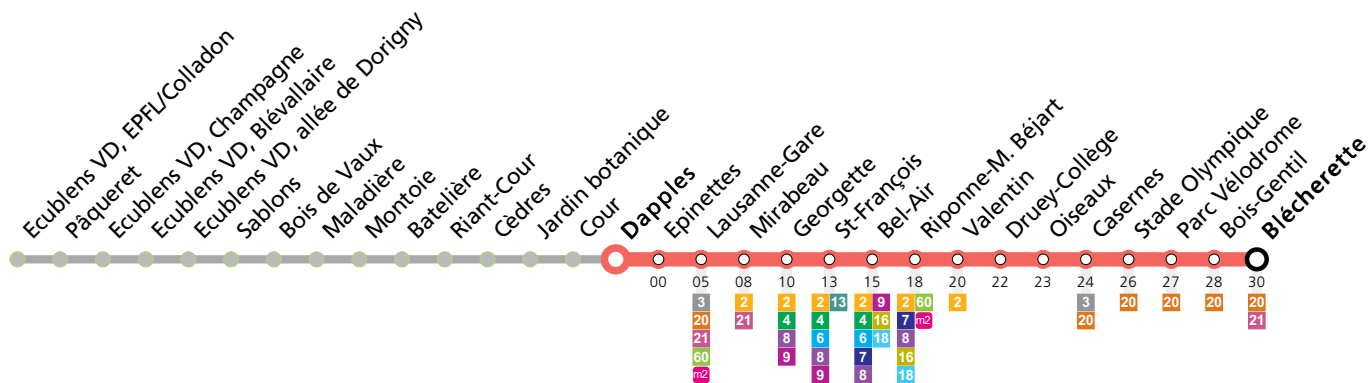 Ecublens VD, EPFL/Colladon
Pâqueret
Ecublens VD, Champagne
Ecublens VD, Blévallaire
Ecublens VD, allée de Dorigny
Sablons
Bois de Vaux
Maladière
Montoie
Batelière
Riant-Cour
Cèdres
Jardin botanique
Cour
Dapples
Epinettes
Lausanne-Gare
Mirabeau
Georgette
St-François
Bel-Air
Riponne-M. Béjart
Valentin
Druey-Collège
Oiseaux
Casernes
Stade Olympique
Parc Vélodrome
Bois-Gentil
Blécherette
00 05 08 10 13 15 18 20 22 23 24 26 27 28 30
3 2 2 2 13 2 9 2 60 2 3 20 20 20 20
20 21 4 4 4 16 7 m2 20 21
21 8 6 6 18 8
60 9 8 7 16
m2 9 8 18